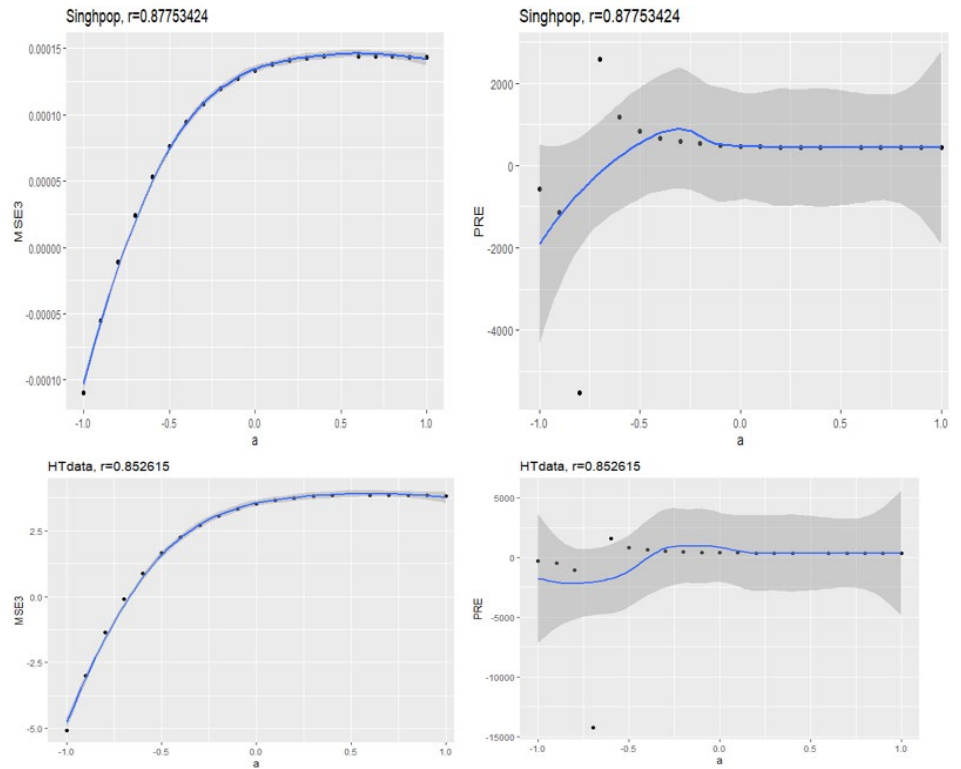 Singhpop, r=0.87753424
MSE3
0.00015
0.00010
0.00005
0.00000
-0.00005
-0.00010
-1.0 -0.5 0.0 0.5 1.0
a
Singhpop, r=0.87753424
PRE
2000
0
-2000
-4000
-1.0 -0.5 0.0 0.5 1.0
a
HTdata, r=0.852615
MSE3
2.5
0.0
-2.5
-5.0
-1.0 -0.5 0.0 0.5 1.0
a
HTdata, r=0.852615
PRE
5000
0
-5000
-10000
-15000
-1.0 -0.5 0.0 0.5 1.0
a